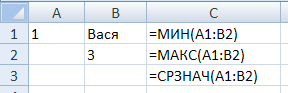 A B C
1 1 Вася =МИН(A1:B2)
2 3 =МАКС(A1:B2)
3 =СРЗНАЧ(A1:B2)